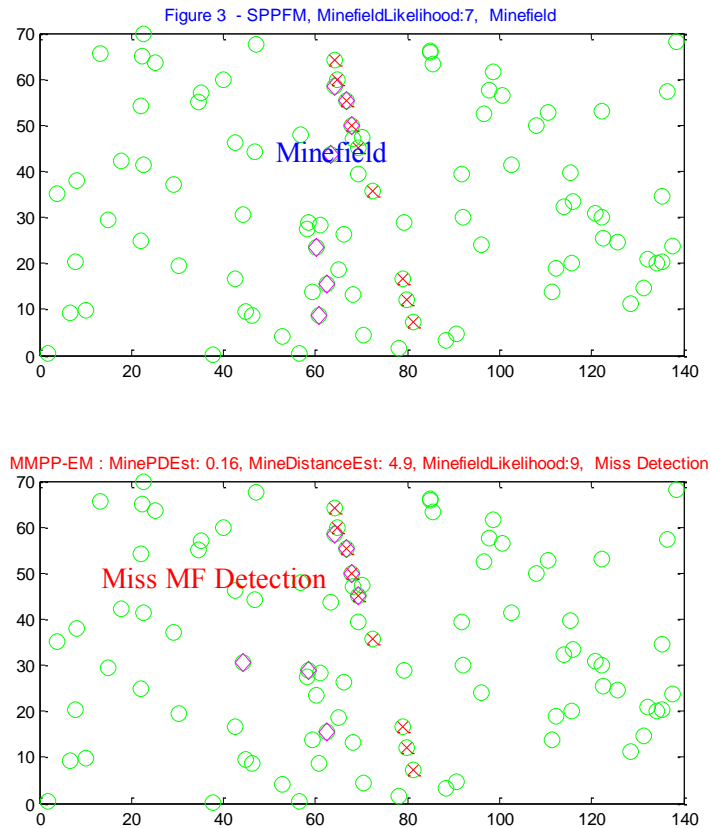 Figure 3 - SPPFM, MinefieldLikelihood:7, Minefield
70
60
50
40
30
20
10
0
Minefield
0 20 40 60 80 100 120 140
MMPP-EM : MinePDEst: 0.16, MineDistanceEst: 4.9, MinefieldLikelihood:9, Miss Detection
70
60
50
40
30
20
10
0
Miss MF Detection
0 20 40 60 80 100 120 140